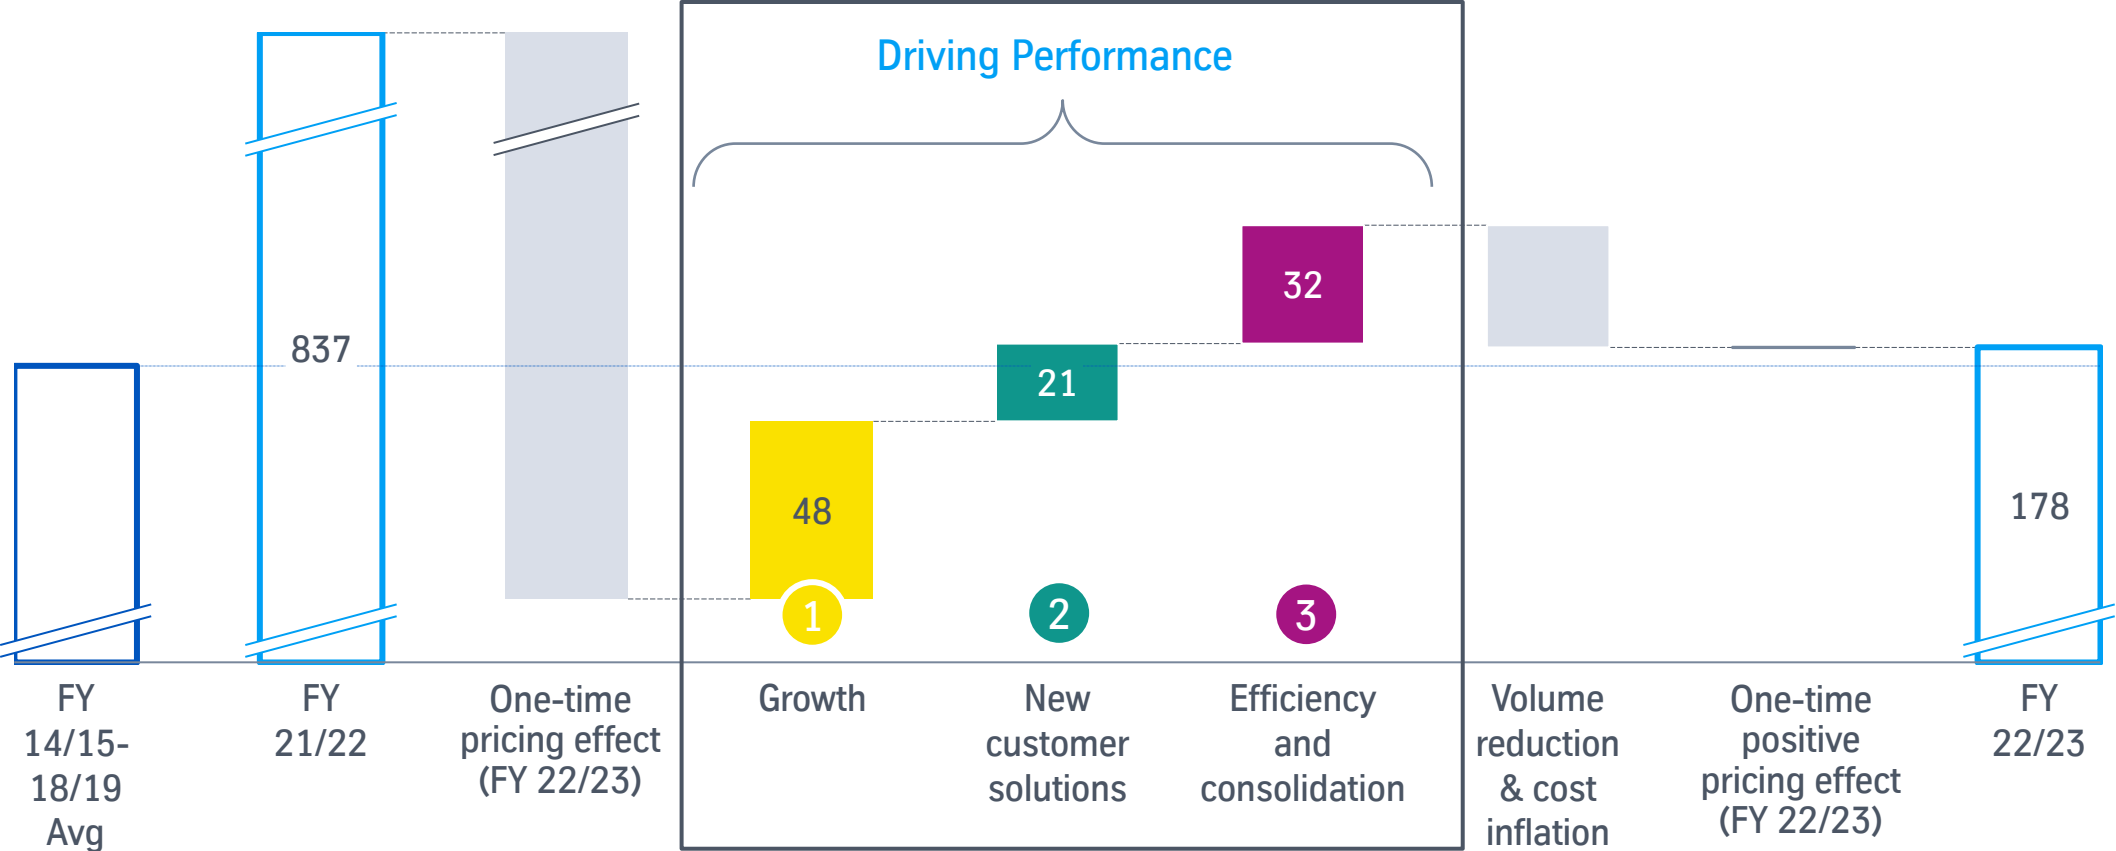 Driving Performance
837
48
21
32
178
1
2
3
FY
14/15-
18/19
Avg
FY
21/22
One-time
pricing effect
(FY 22/23)
Growth
New
customer
solutions
Efficiency
and
consolidation
Volume
reduction
& cost
inflation
One-time
positive
pricing effect
(FY 22/23)
FY
22/23